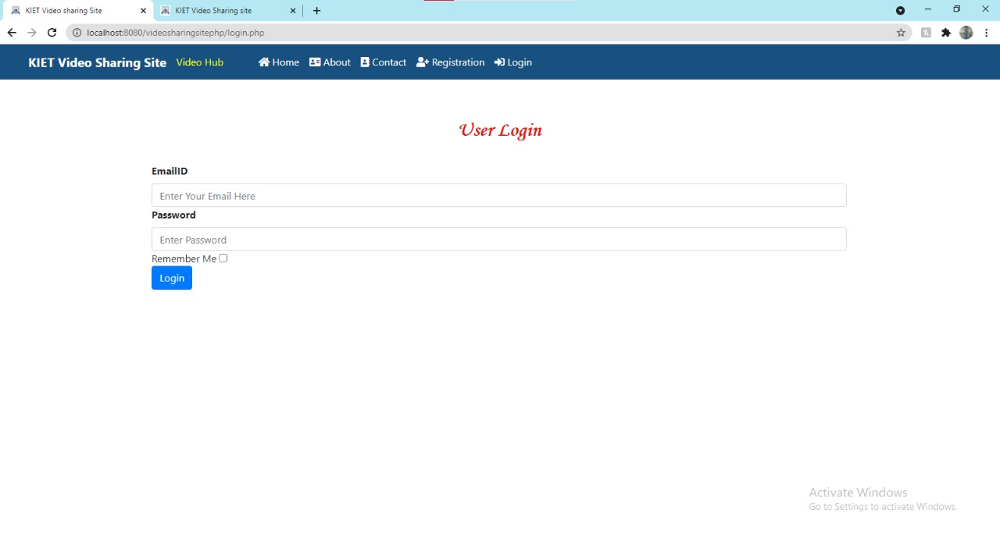 KIET Video sharing Site
KIET Video Sharing site
localhost:8080/videosharingsitephp/login.php
KIET Video Sharing Site Video Hub Home About Contact Registration Login
User Login
EmailID
Enter Your Email Here
Password
Enter Password
Remember Me
Login
Activate Windows
Go to Settings to activate Windows.